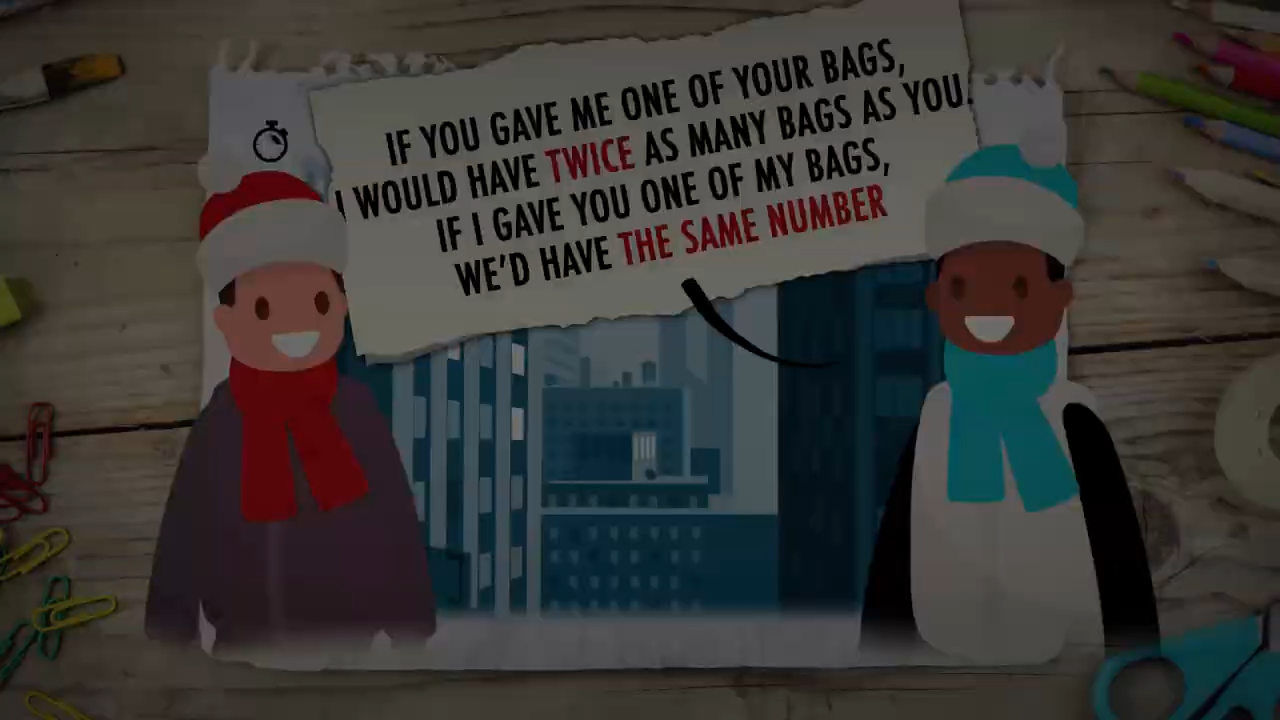 IF YOU GAVE ME ONE OF YOUR BAGS,
I WOULD HAVE TWICE AS MANY BAGS AS YOU.
IF I GAVE YOU ONE OF MY BAGS,
WE'D HAVE THE SAME NUMBER